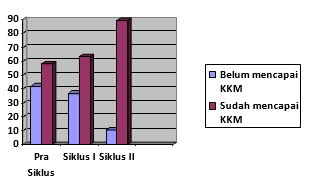 90
80
70
60
50
40
30
20
10
0
Pra Siklus
Siklus I
Siklus II
Belum mencapai
KKM
Sudah mencapai
KKM